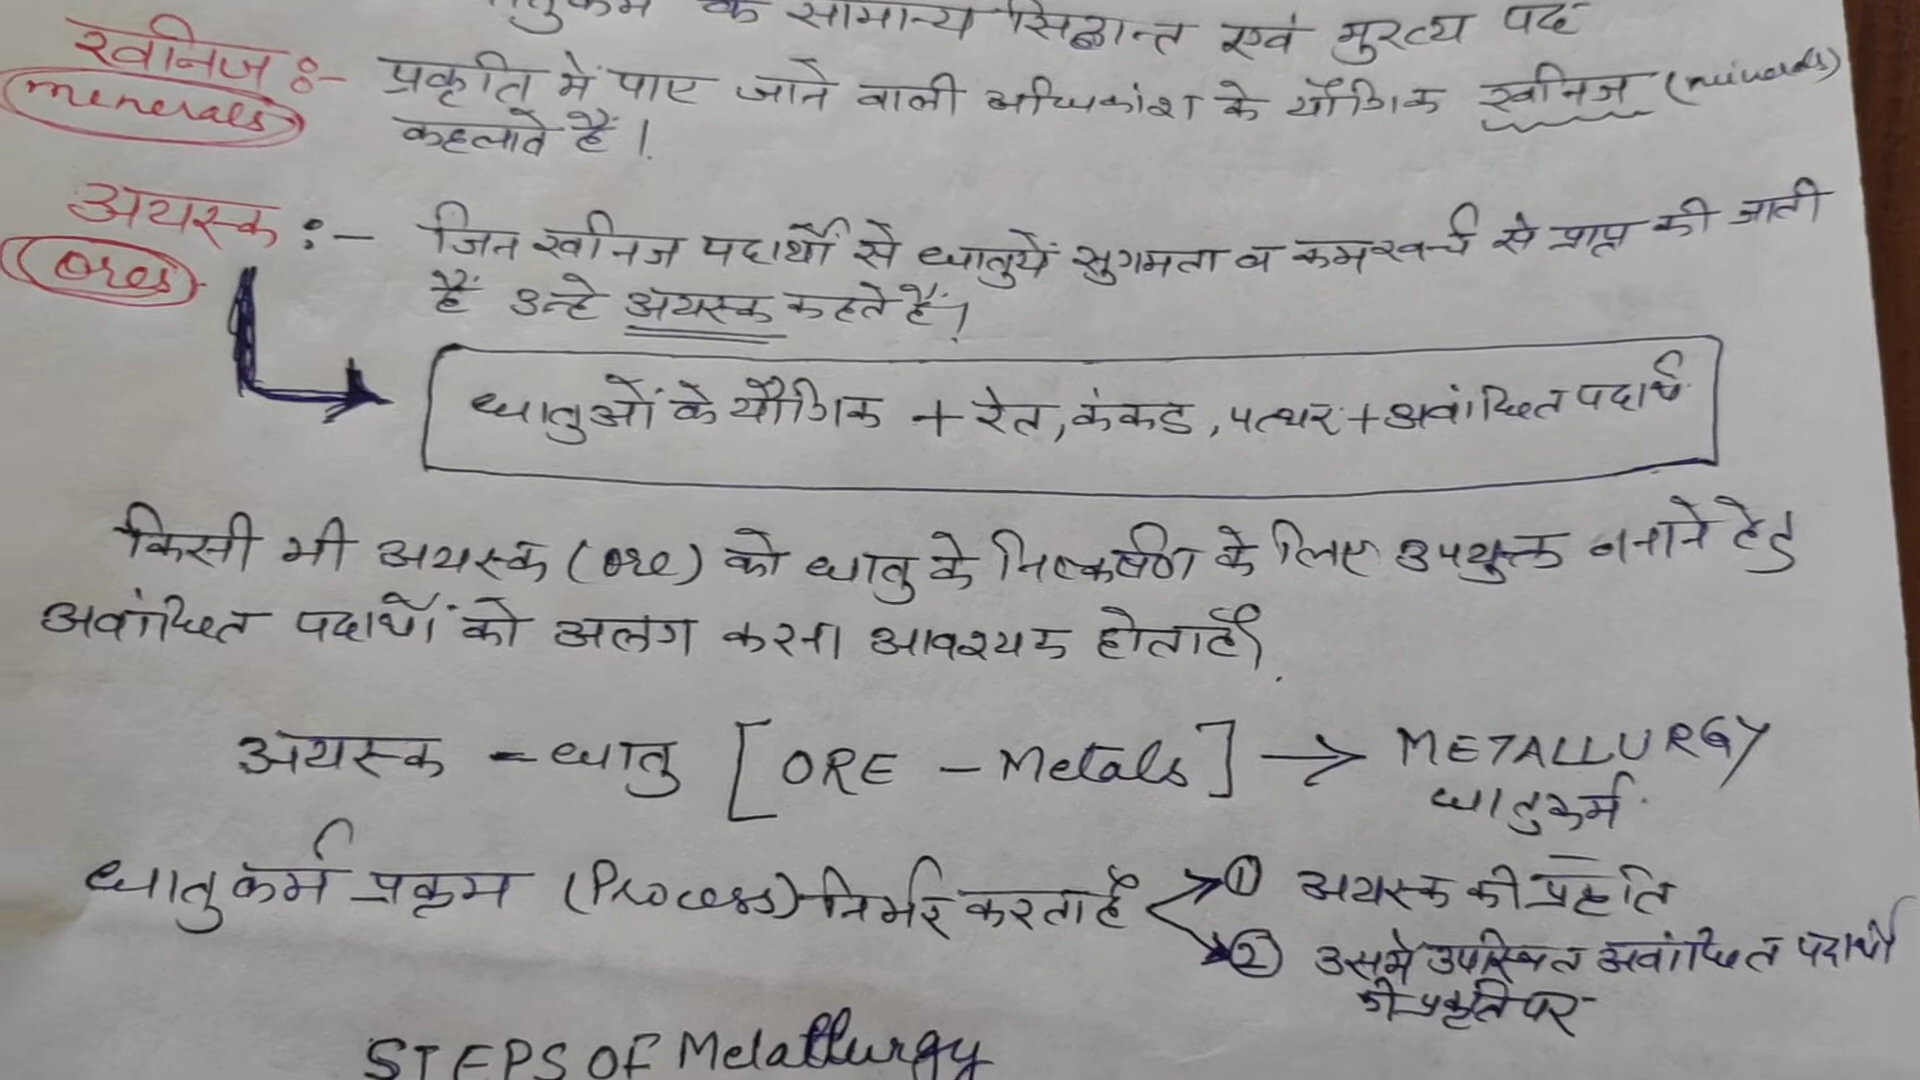 के सामान्य सिद्धान्त एवं मुख्य पद
खनिज :- प्रकृति में पाए जाने वाली अधिकांश के यौगिक खनिज (minerals)
(minerals) कहलाते हैं।
अयस्क :- जिन खनिज पदार्थों से धातुयें सुगमता व कमखर्च से प्राप्त की जाती
(ores) हैं उन्हे अयस्क कहते हैं।
धातुओं के यौगिक + रेत, कंकड, पत्थर + अवांछित पदार्थ
किसी भी अयस्क (ore) को धातु के निष्कर्षण के लिए उपयुक्त बनाने हेतु
अवांछित पदार्थों को अलग करना आवश्यक होता है।
अयस्क - धातु [ORE - Metals] → METALLURGY
धातुकर्म
धातुकर्म प्रक्रम (Process) निर्भर करता है → ① अयस्क की प्रकृति
→ ② उसमे उपस्थित अवांछित पदार्थों
की प्रकृति पर
STEPS OF Metallurgy